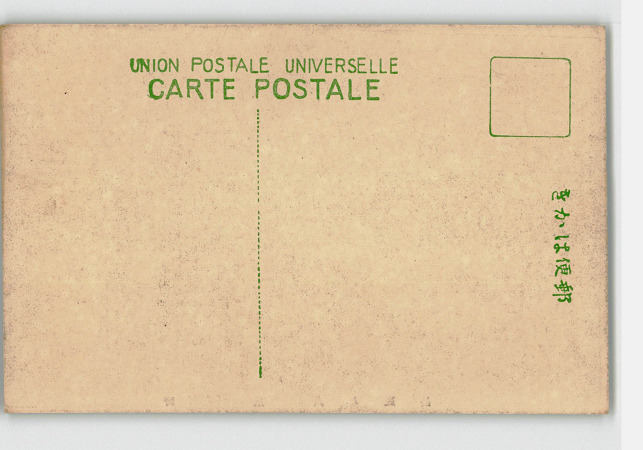 UNION POSTALE UNIVERSELLE
CARTE POSTALE
郵便はかき